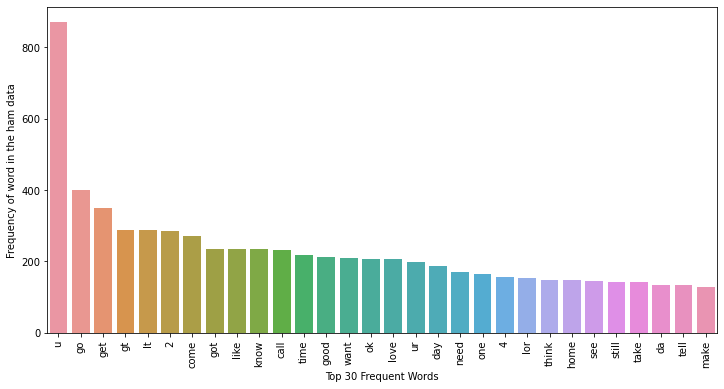 Frequency of word in the ham data
800
600
400
200
0
u
go
get
gt
lt
2
come
got
like
know
call
time
good
want
ok
love
ur
day
need
one
4
lor
think
home
see
still
take
da
tell
make
Top 30 Frequent Words